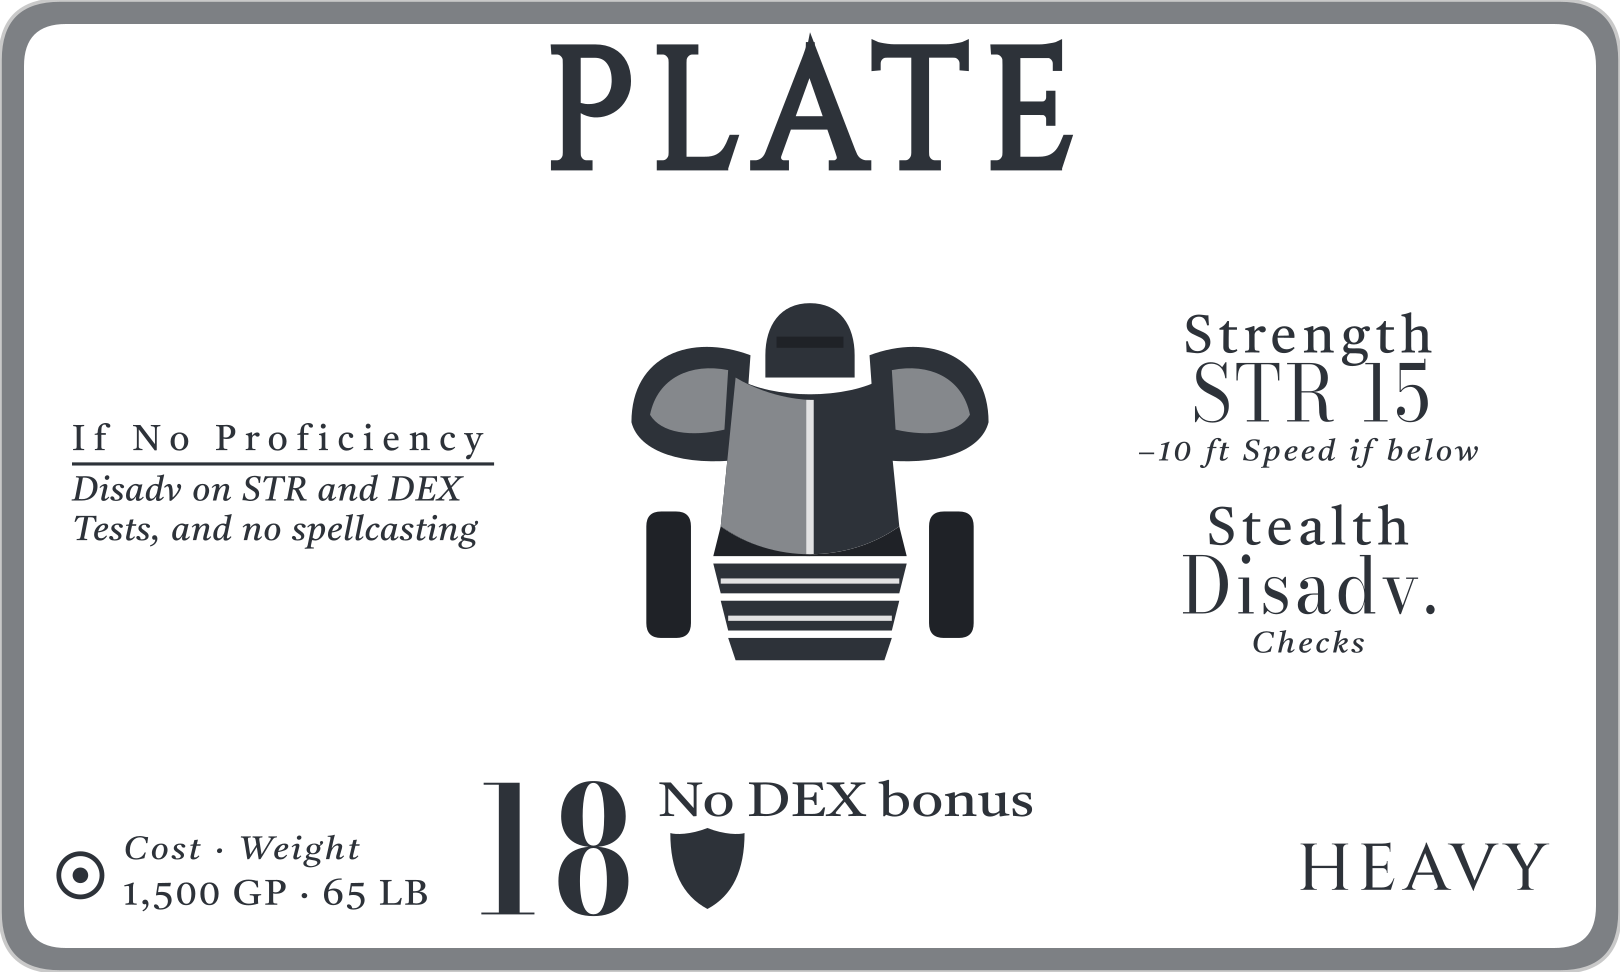 PLATE
If No Proficiency
Disadv on STR and DEX
Tests, and no spellcasting
Strength
STR 15
–10 ft Speed if below
Stealth
Disadv.
Checks
Cost · Weight
1,500 GP · 65 LB
18
No DEX bonus
HEAVY